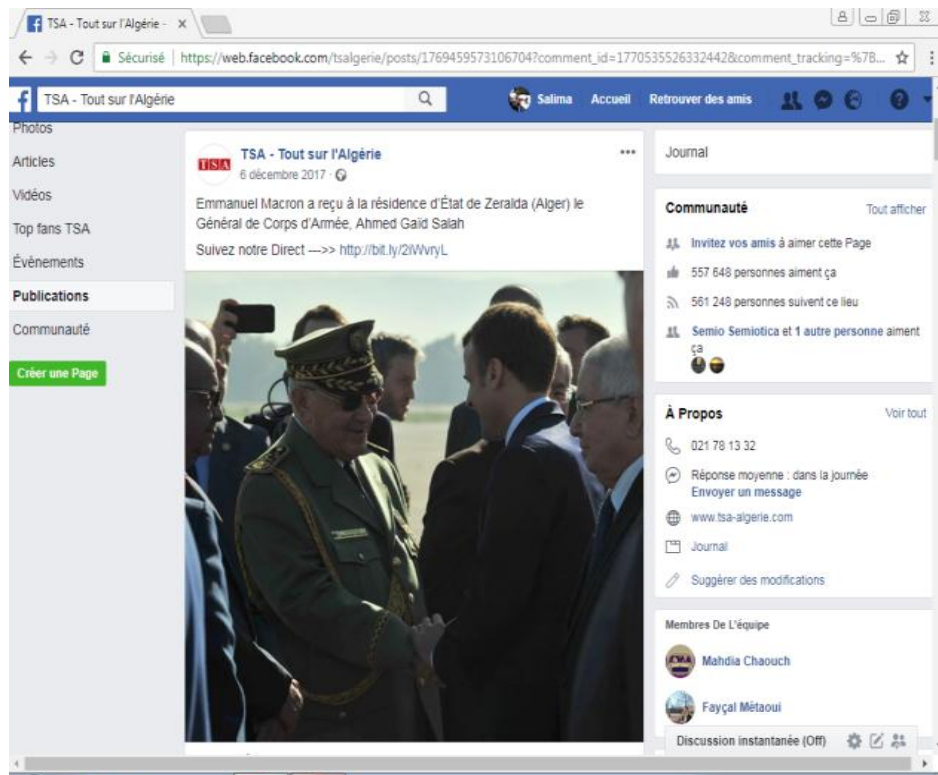 TSA - Tout sur l'Algérie -
Sécurisé
https://web.facebook.com/tsalgerie/posts/1769459573106704?comment_id=1770535526332442&comment_tracking=%7B...
TSA - Tout sur l'Algérie
Salima Accueil Retrouver des amis
Photos
Articles
Vidéos
Top fans TSA
Évènements
Publications
Communauté
Créer une Page
TSA
TSA - Tout sur l'Algérie
6 décembre 2017
Emmanuel Macron a reçu à la résidence d'État de Zeralda (Alger) le
Général de Corps d'Armée, Ahmed Gaïd Salah
Suivez notre Direct --->> http://bit.ly/2iWvryL
Journal
Communauté Tout afficher
Invitez vos amis à aimer cette Page
557 648 personnes aiment ça
561 248 personnes suivent ce lieu
Semio Semiotica et 1 autre personne aiment
ça
À Propos Voir tout
021 78 13 32
Réponse moyenne : dans la journée
Envoyer un message
www.tsa-algerie.com
Journal
Suggérer des modifications
Membres De L'équipe
Mahdia Chaouch
Fayçal Métaoui
Discussion instantanée (Off)